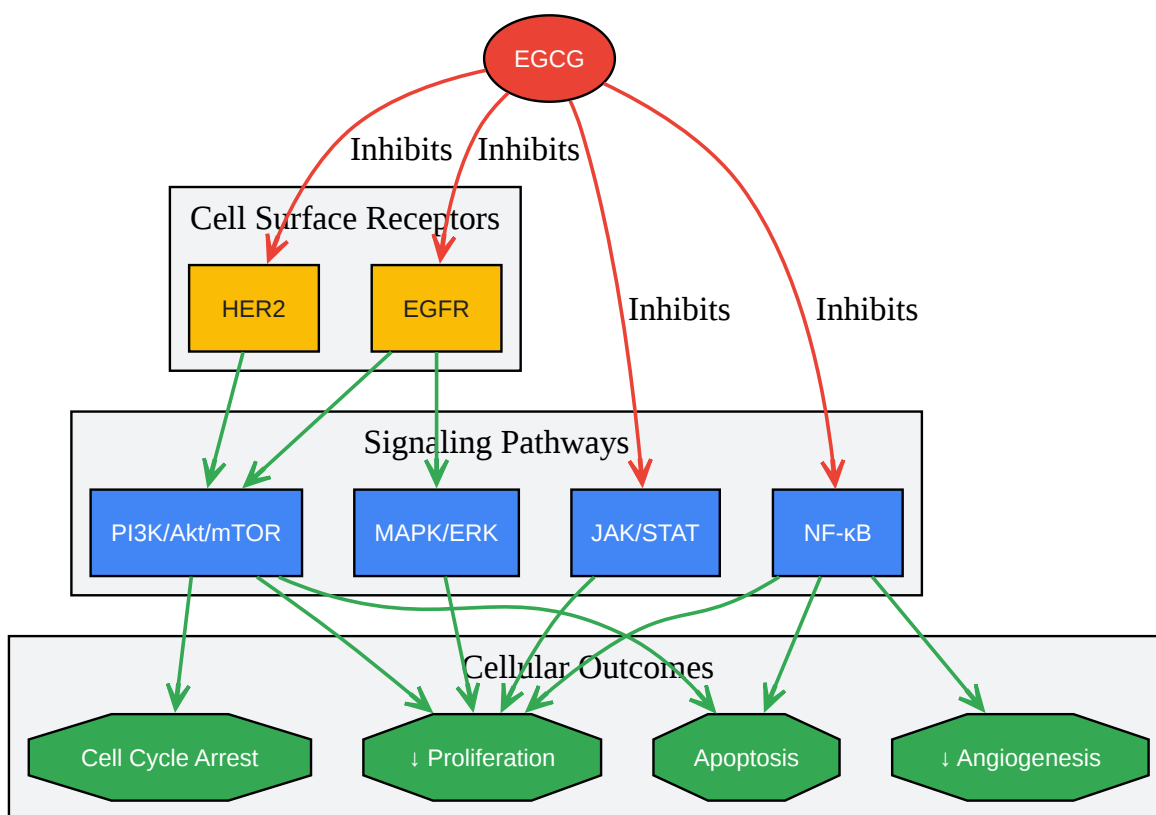 EGCG
Inhibits
Inhibits
Cell Surface Receptors
HER2
EGFR
Inhibits
Inhibits
Signaling Pathways
PI3K/Akt/mTOR
MAPK/ERK
JAK/STAT
NF-κB
Cellular Outcomes
Cell Cycle Arrest
↓ Proliferation
Apoptosis
↓ Angiogenesis